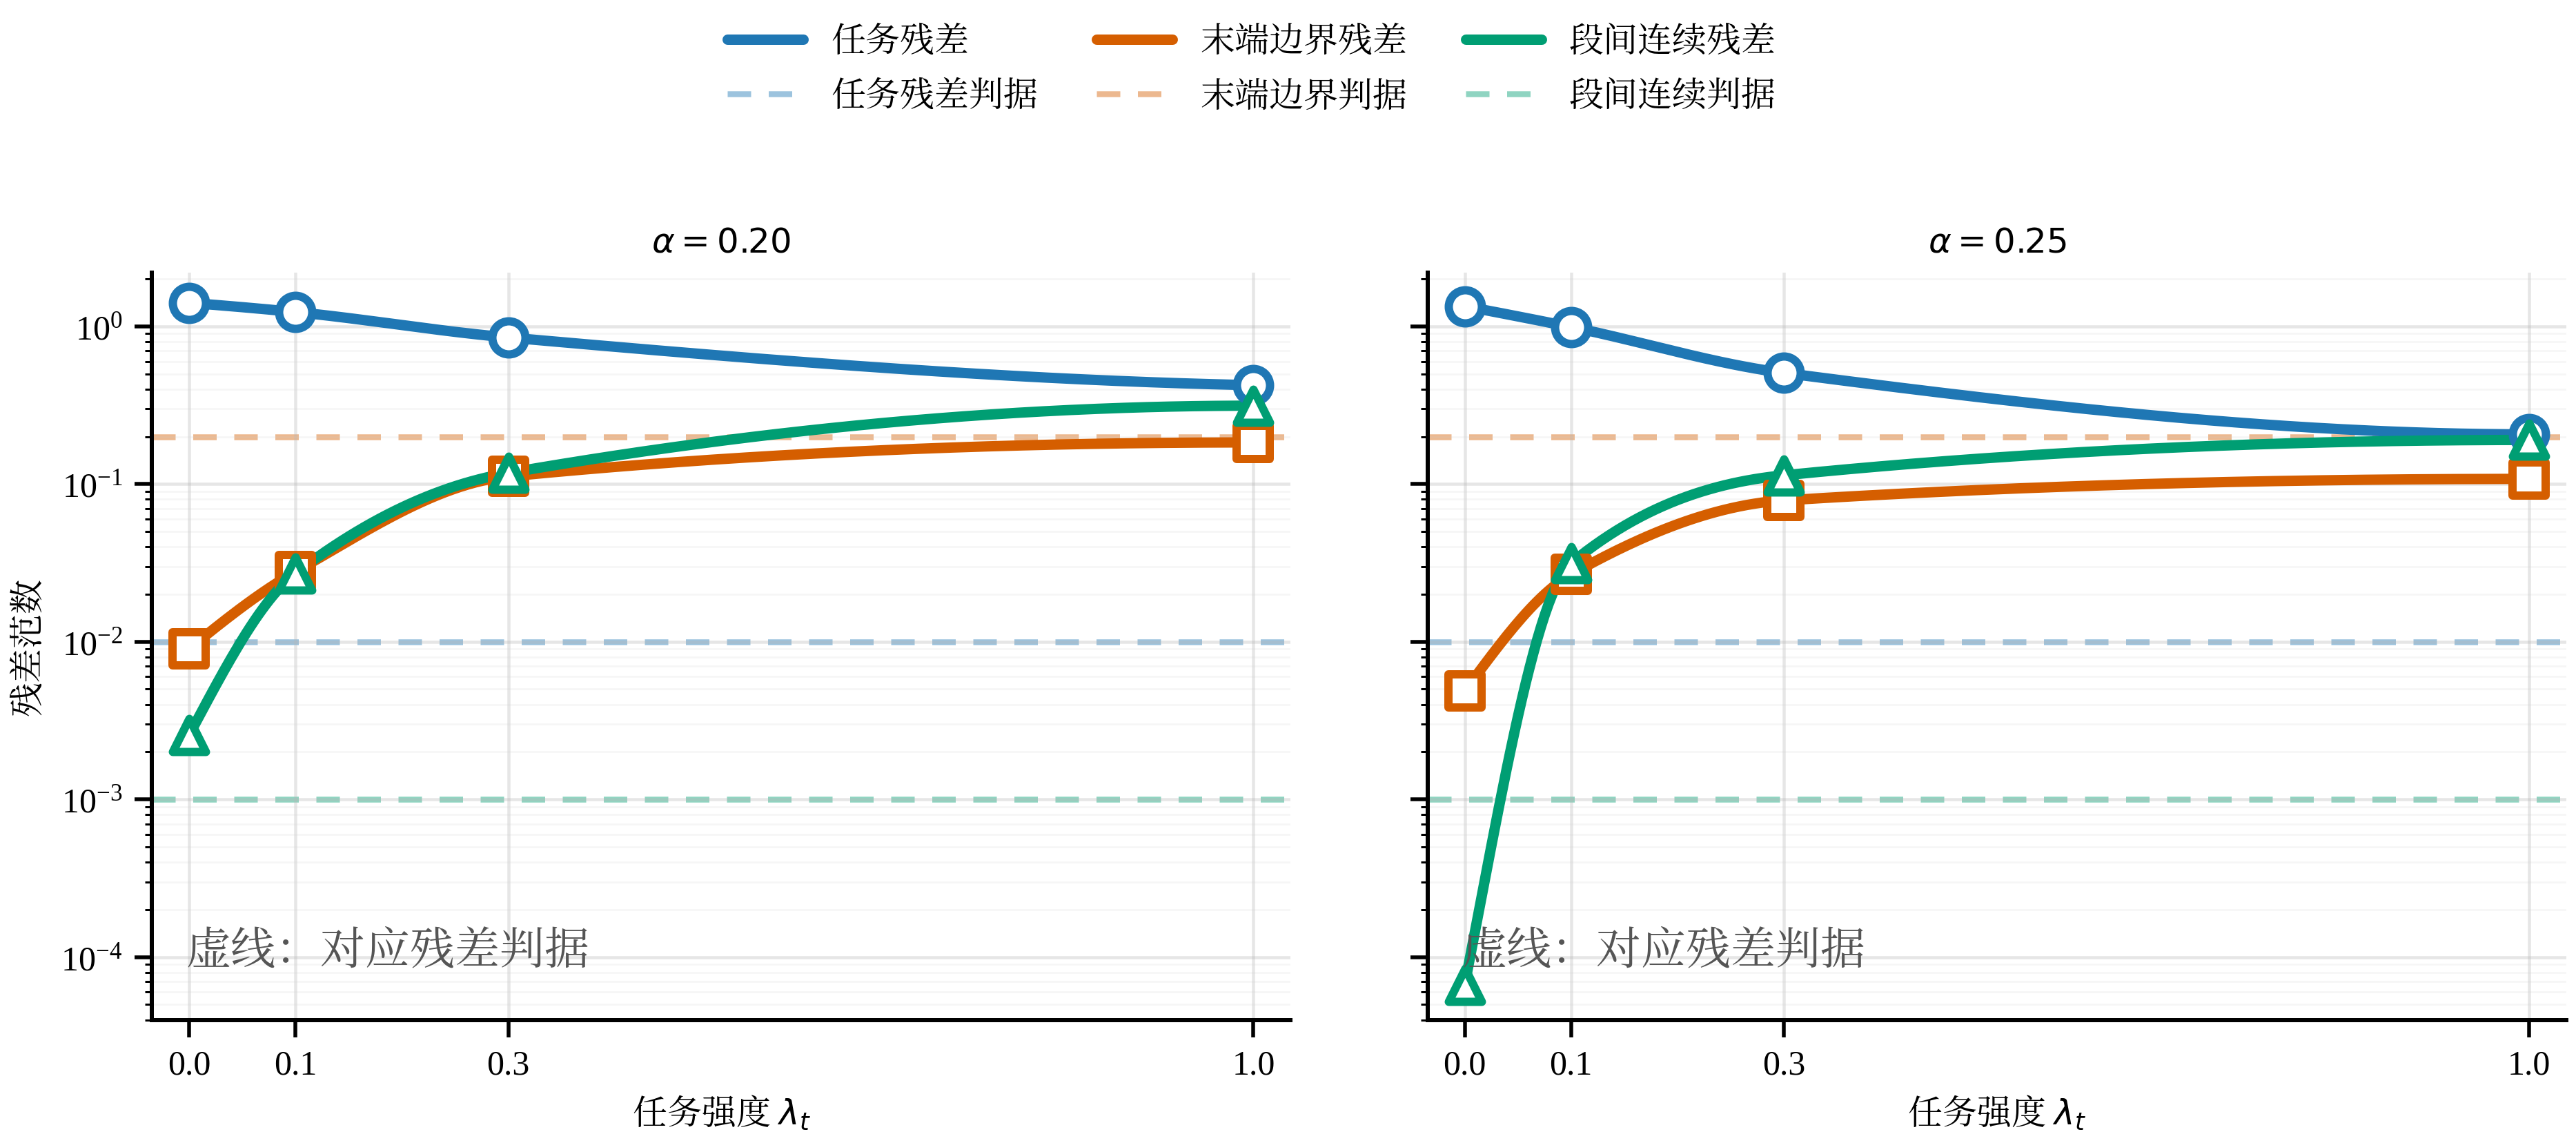 任务残差 末端边界残差 段间连续残差
任务残差判据 末端边界判据 段间连续判据
α = 0.20
残差范数
10⁰
10⁻¹
10⁻²
10⁻³
10⁻⁴
虚线：对应残差判据
0.0 0.1 0.3 1.0
任务强度 λₜ
α = 0.25
虚线：对应残差判据
0.0 0.1 0.3 1.0
任务强度 λₜ